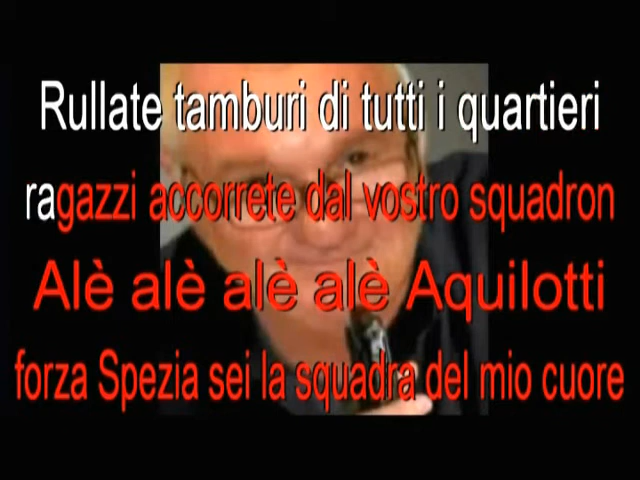 Rullate tamburi di tutti i quartieri
ragazzi accorrete dal vostro squadron
Alè alè alè alè Aquilotti
forza Spezia sei la squadra del mio cuore